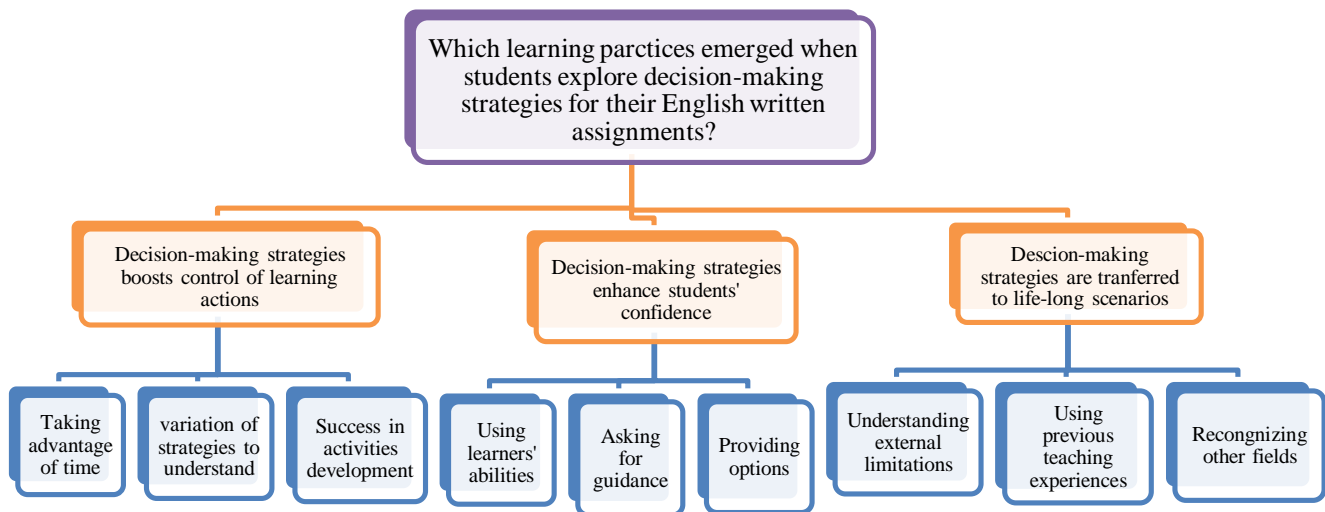 Which learning parctices emerged when
students explore decision-making
strategies for their English written
assignments?
Decision-making strategies
boosts control of learning
actions
Decision-making strategies
enhance students'
confidence
Descion-making
strategies are tranferred
to life-long scenarios
Taking
advantage
of time
variation of
strategies to
understand
Success in
activities
development
Using
learners'
abilities
Asking
for
guidance
Providing
options
Understanding
external
limitations
Using
previous
teaching
experiences
Recongnizing
other fields